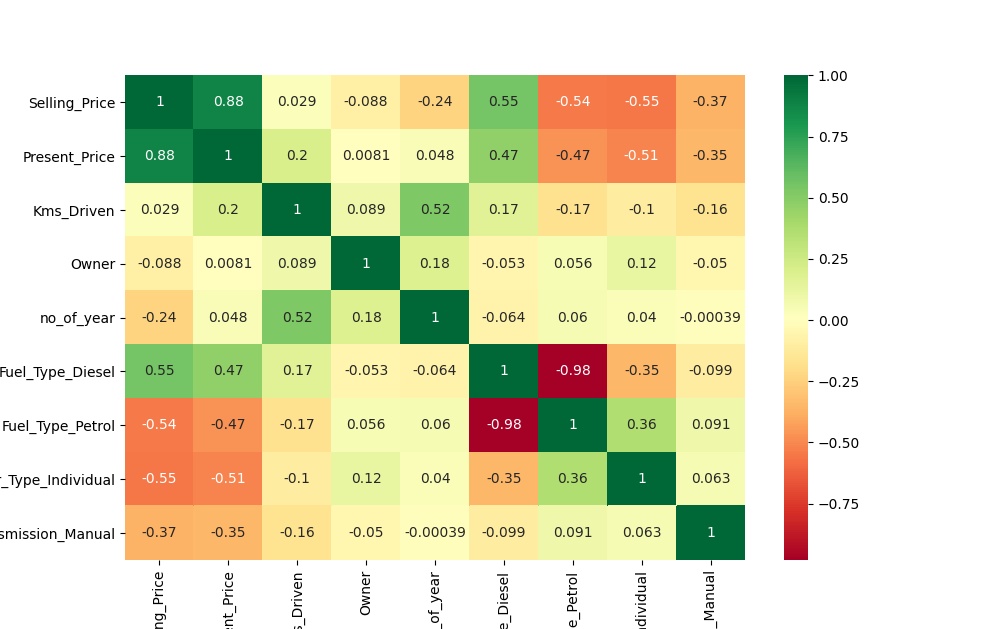 Selling_Price 1 0.88 0.029 -0.088 -0.24 0.55 -0.54 -0.55 -0.37
Present_Price 0.88 1 0.2 0.0081 0.048 0.47 -0.47 -0.51 -0.35
Kms_Driven 0.029 0.2 1 0.089 0.52 0.17 -0.17 -0.1 -0.16
Owner -0.088 0.0081 0.089 1 0.18 -0.053 0.056 0.12 -0.05
no_of_year -0.24 0.048 0.52 0.18 1 -0.064 0.06 0.04 -0.00039
Fuel_Type_Diesel 0.55 0.47 0.17 -0.053 -0.064 1 -0.98 -0.35 -0.099
Fuel_Type_Petrol -0.54 -0.47 -0.17 0.056 0.06 -0.98 1 0.36 0.091
r_Type_Individual -0.55 -0.51 -0.1 0.12 0.04 -0.35 0.36 1 0.063
smission_Manual -0.37 -0.35 -0.16 -0.05 -0.00039 -0.099 0.091 0.063 1
ng_Price
nt_Price
s_Driven
Owner
_of_year
e_Diesel
e_Petrol
dividual
_Manual
1.00
0.75
0.50
0.25
0.00
−0.25
−0.50
−0.75